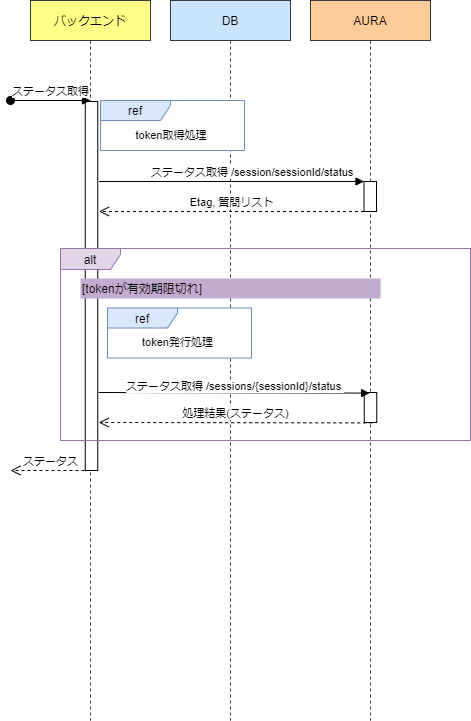 バックエンド
DB
AURA
ステータス取得
ref
token取得処理
ステータス取得 /session/sessionId/status
Etag, 質問リスト
alt
[tokenが有効期限切れ]
ref
token発行処理
ステータス取得 /sessions/{sessionId}/status
処理結果(ステータス)
ステータス